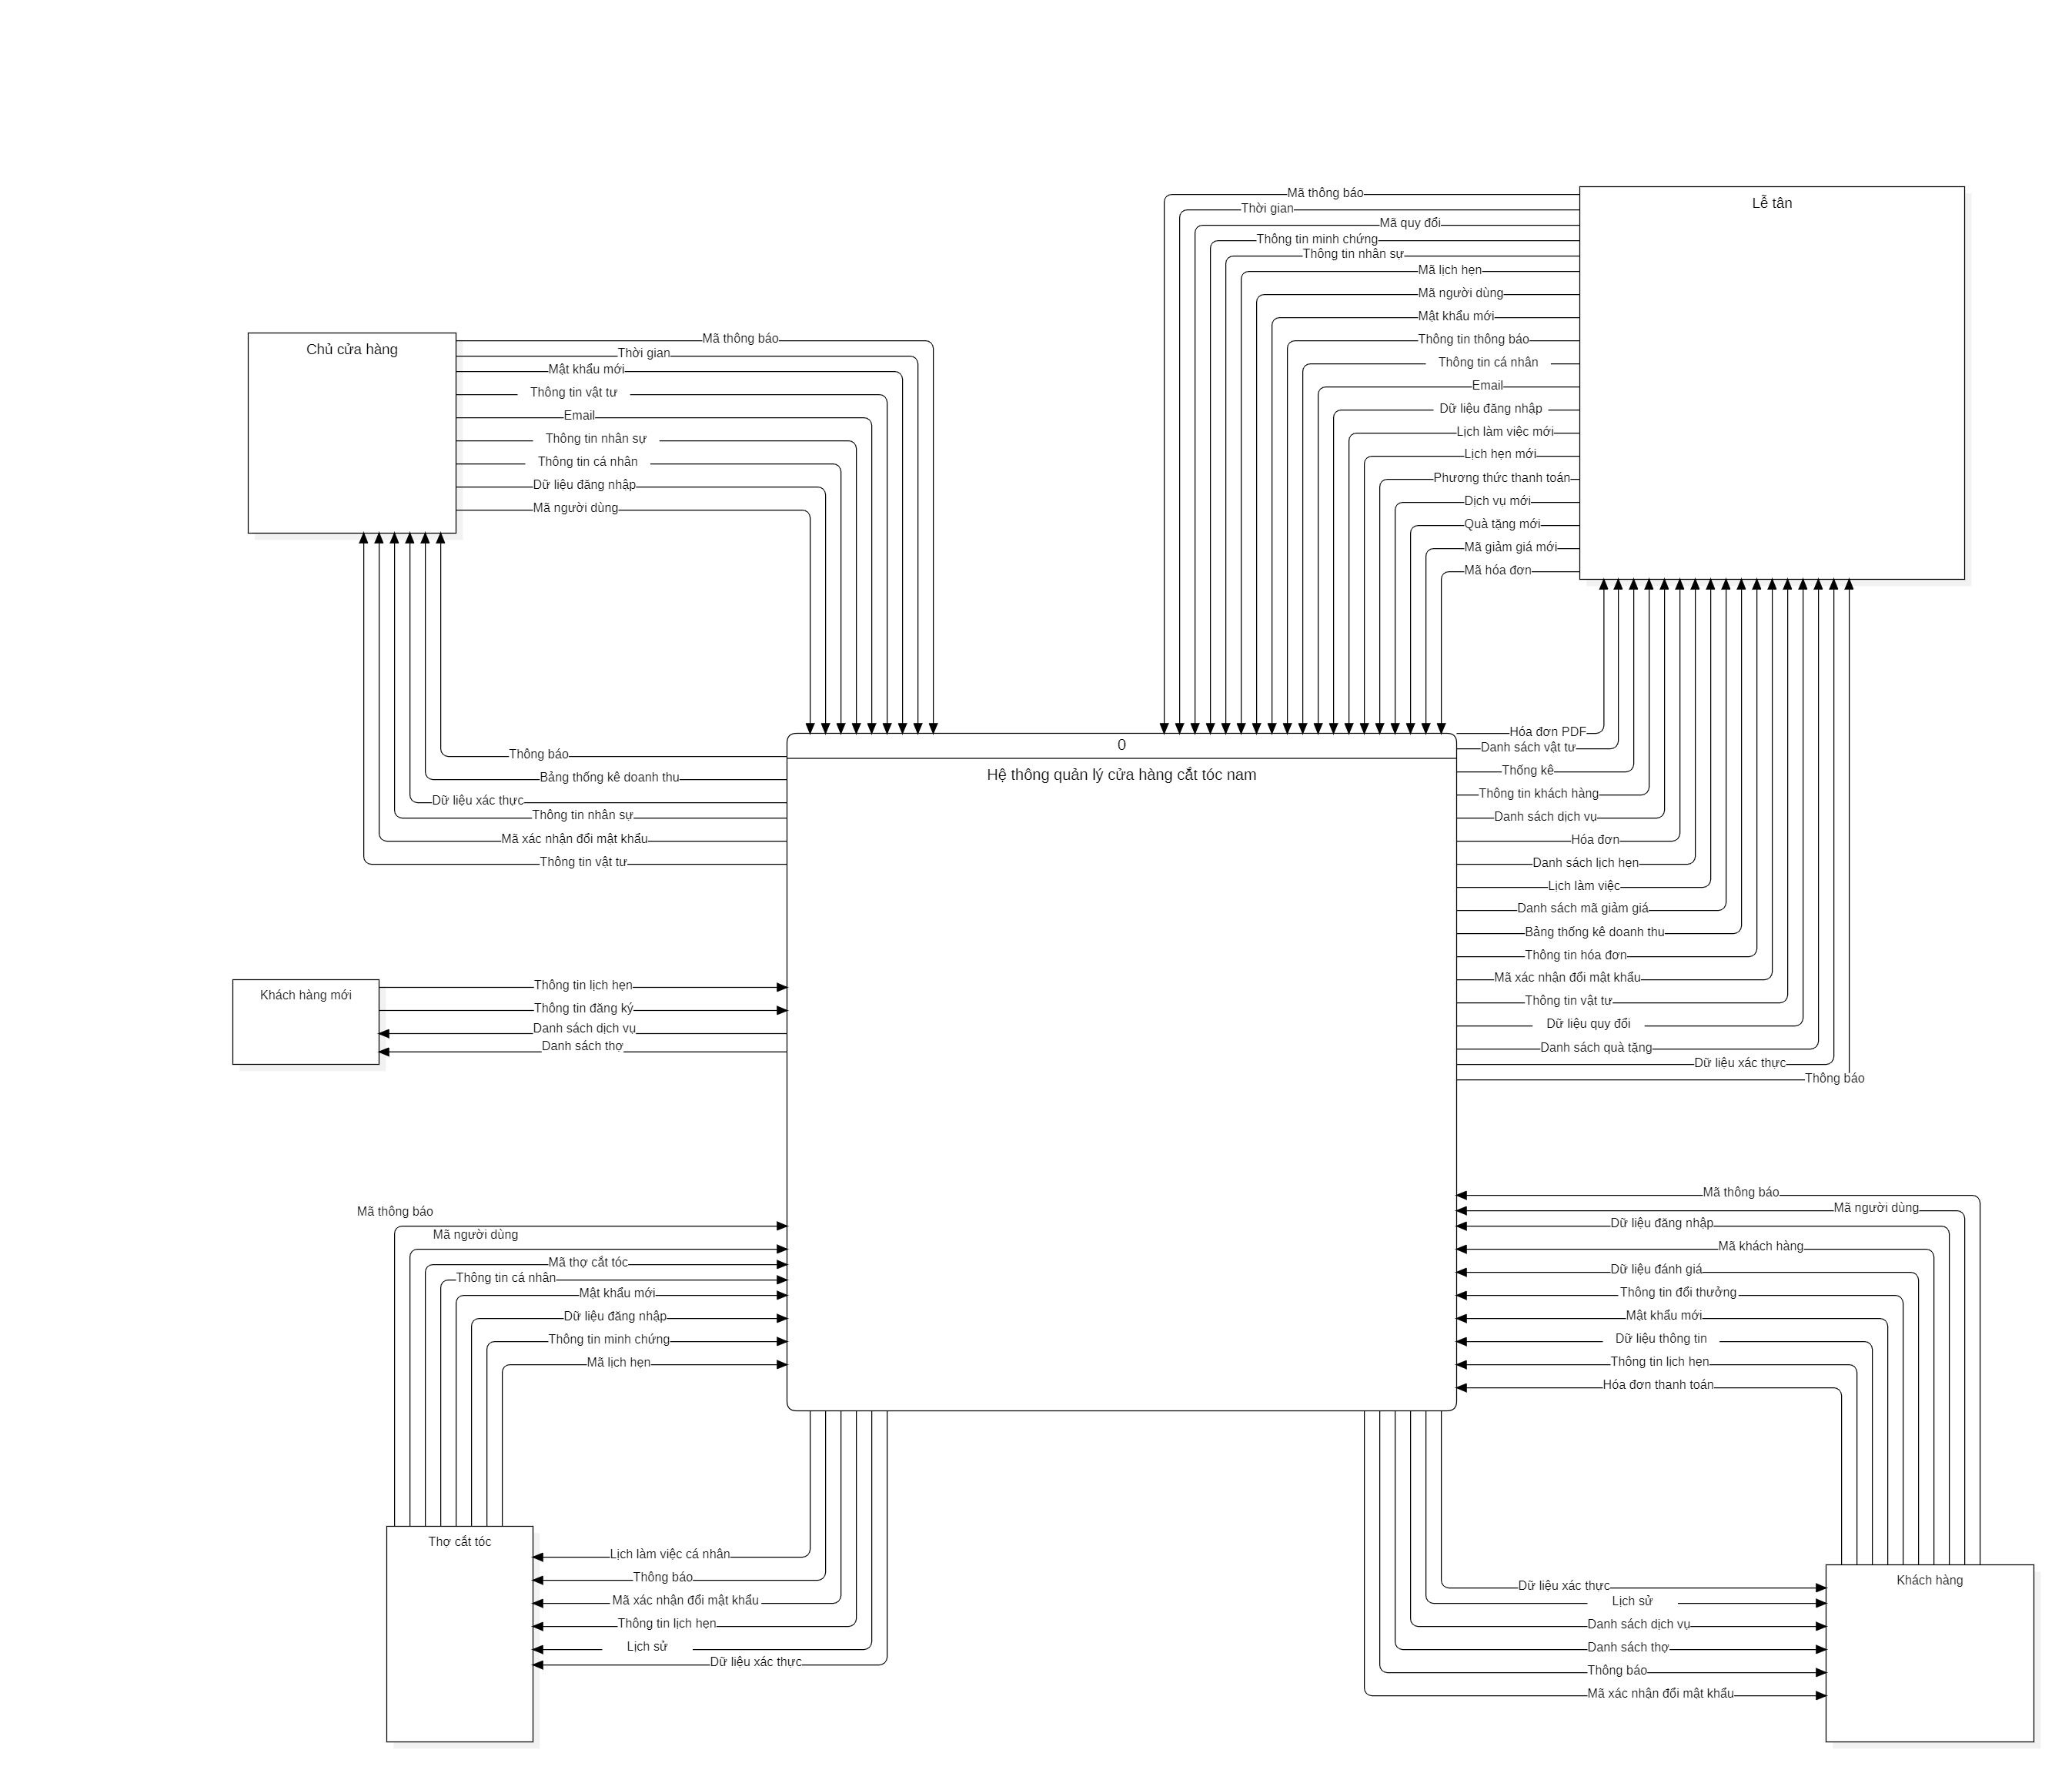 Mã thông báo
Thời gian
Mã quy đổi
Thông tin minh chứng
Thông tin nhân sự
Mã lịch hẹn
Mã người dùng
Mật khẩu mới
Thông tin thông báo
Thông tin cá nhân
Email
Dữ liệu đăng nhập
Lịch làm việc mới
Lịch hẹn mới
Phương thức thanh toán
Dịch vụ mới
Quà tặng mới
Mã giảm giá mới
Mã hóa đơn
Lễ tân
Chủ cửa hàng
Mã thông báo
Thời gian
Mật khẩu mới
Thông tin vật tư
Email
Thông tin nhân sự
Thông tin cá nhân
Dữ liệu đăng nhập
Mã người dùng
Thông báo
Bảng thống kê doanh thu
Dữ liệu xác thực
Thông tin nhân sự
Mã xác nhận đổi mật khẩu
Thông tin vật tư
0
Hệ thông quản lý cửa hàng cắt tóc nam
Hóa đơn PDF
Danh sách vật tư
Thống kê
Thông tin khách hàng
Danh sách dịch vụ
Hóa đơn
Danh sách lịch hẹn
Lịch làm việc
Danh sách mã giảm giá
Bảng thống kê doanh thu
Thông tin hóa đơn
Mã xác nhận đổi mật khẩu
Thông tin vật tư
Dữ liệu quy đổi
Danh sách quà tặng
Dữ liệu xác thực
Thông báo
Khách hàng mới
Thông tin lịch hẹn
Thông tin đăng ký
Danh sách dịch vụ
Danh sách thợ
Mã thông báo
Mã người dùng
Mã thợ cắt tóc
Thông tin cá nhân
Mật khẩu mới
Dữ liệu đăng nhập
Thông tin minh chứng
Mã lịch hẹn
Mã thông báo
Mã người dùng
Dữ liệu đăng nhập
Mã khách hàng
Dữ liệu đánh giá
Thông tin đổi thưởng
Mật khẩu mới
Dữ liệu thông tin
Thông tin lịch hẹn
Hóa đơn thanh toán
Thợ cắt tóc
Lịch làm việc cá nhân
Thông báo
Mã xác nhận đổi mật khẩu
Thông tin lịch hẹn
Lịch sử
Dữ liệu xác thực
Dữ liệu xác thực
Lịch sử
Danh sách dịch vụ
Danh sách thợ
Thông báo
Mã xác nhận đổi mật khẩu
Khách hàng